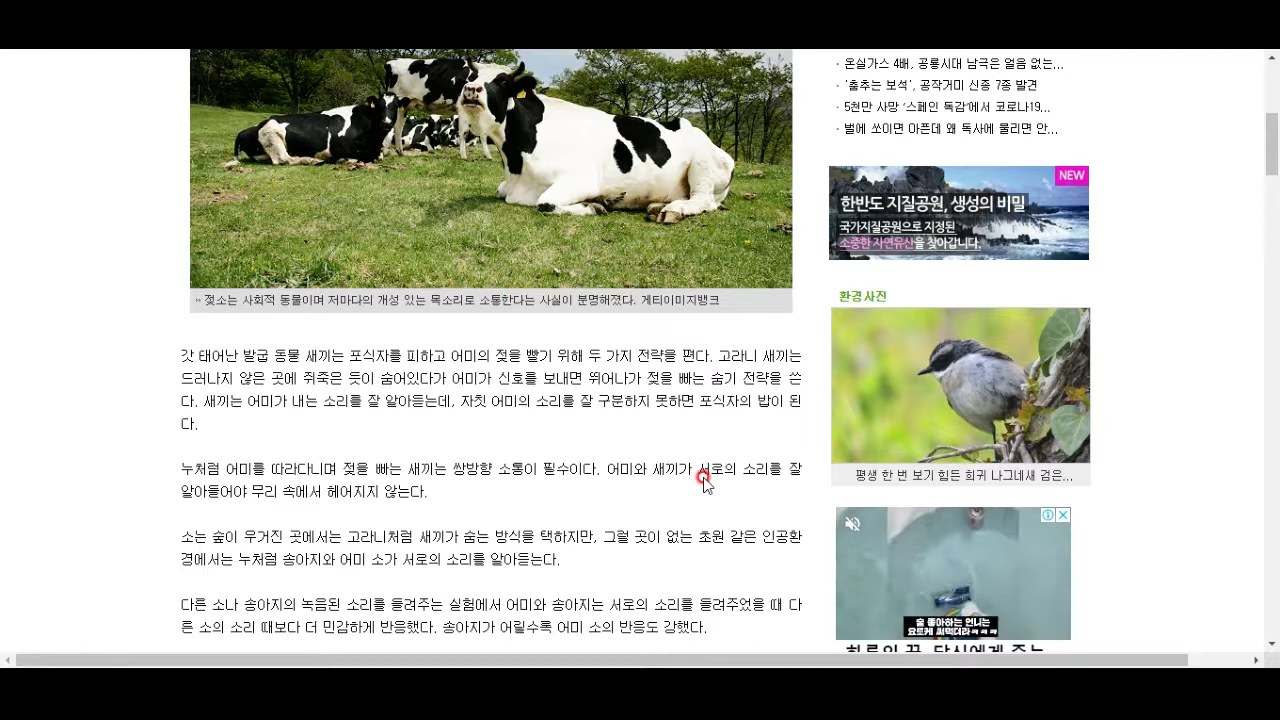 · 온실가스 4배, 공룡시대 남극은 얼음 없는...
· '춤추는 보석', 공작거미 신종 7종 발견
· 5천만 사망 ‘스페인 독감’에서 코로나19...
· 벌에 쏘이면 아픈데 왜 독사에 물리면 안...
NEW
한반도 지질공원, 생성의 비밀
국가지질공원으로 지정된
소중한 자연유산을 찾아갑니다.
» 젖소는 사회적 동물이며 저마다의 개성 있는 목소리로 소통한다는 사실이 분명해졌다. 게티이미지뱅크
환경사진
갓 태어난 발굽 동물 새끼는 포식자를 피하고 어미의 젖을 빨기 위해 두 가지 전략을 편다. 고라니 새끼는
드러나지 않은 곳에 쥐죽은 듯이 숨어있다가 어미가 신호를 보내면 뛰어나가 젖을 빠는 숨기 전략을 쓴
다. 새끼는 어미가 내는 소리를 잘 알아듣는데, 자칫 어미의 소리를 잘 구분하지 못하면 포식자의 밥이 된
다.
누처럼 어미를 따라다니며 젖을 빠는 새끼는 쌍방향 소통이 필수이다. 어미와 새끼가 서로의 소리를 잘
알아들어야 무리 속에서 헤어지지 않는다.
평생 한 번 보기 힘든 희귀 나그네새 검은...
소는 숲이 우거진 곳에서는 고라니처럼 새끼가 숨는 방식을 택하지만, 그럴 곳이 없는 초원 같은 인공환
경에서는 누처럼 송아지와 어미 소가 서로의 소리를 알아듣는다.
다른 소나 송아지의 녹음된 소리를 들려주는 실험에서 어미와 송아지는 서로의 소리를 들려주었을 때 다
른 소의 소리 때보다 더 민감하게 반응했다. 송아지가 어릴수록 어미 소의 반응도 강했다.
술 좋아하는 언니는
요로케 써먹더라ㅋㅋㅋ